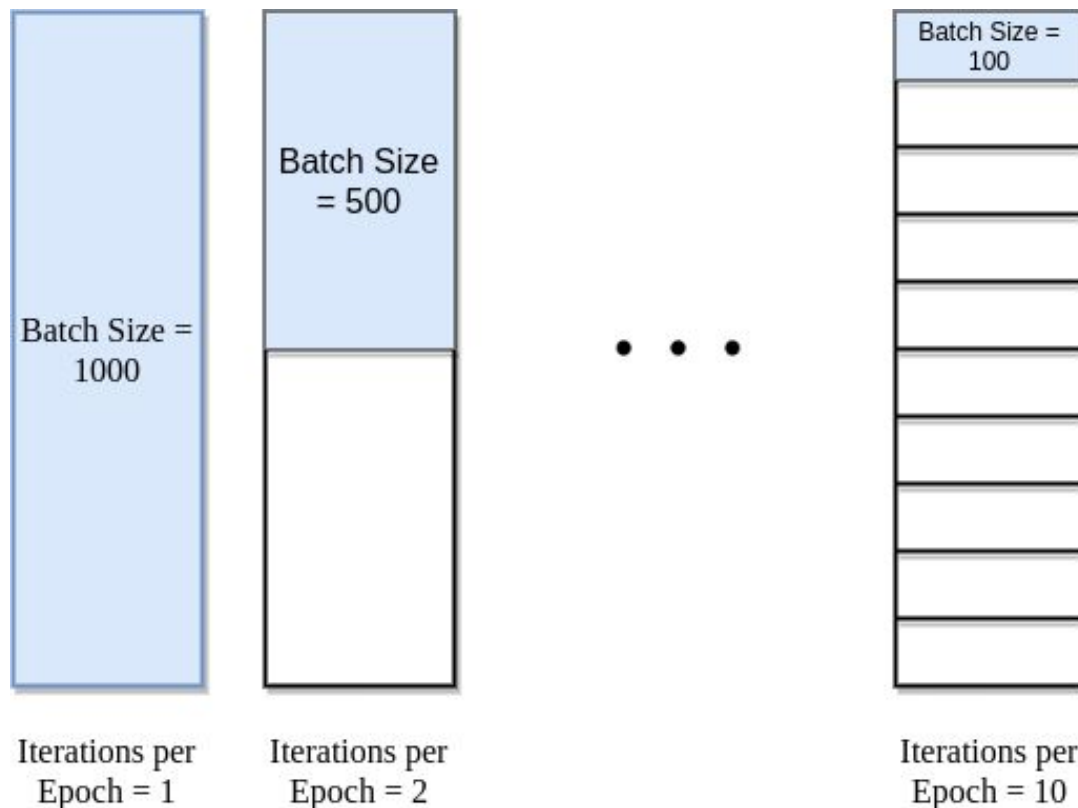 Batch Size =
1000
Batch Size
= 500
Batch Size =
100
Iterations per
Epoch = 1
Iterations per
Epoch = 2
Iterations per
Epoch = 10